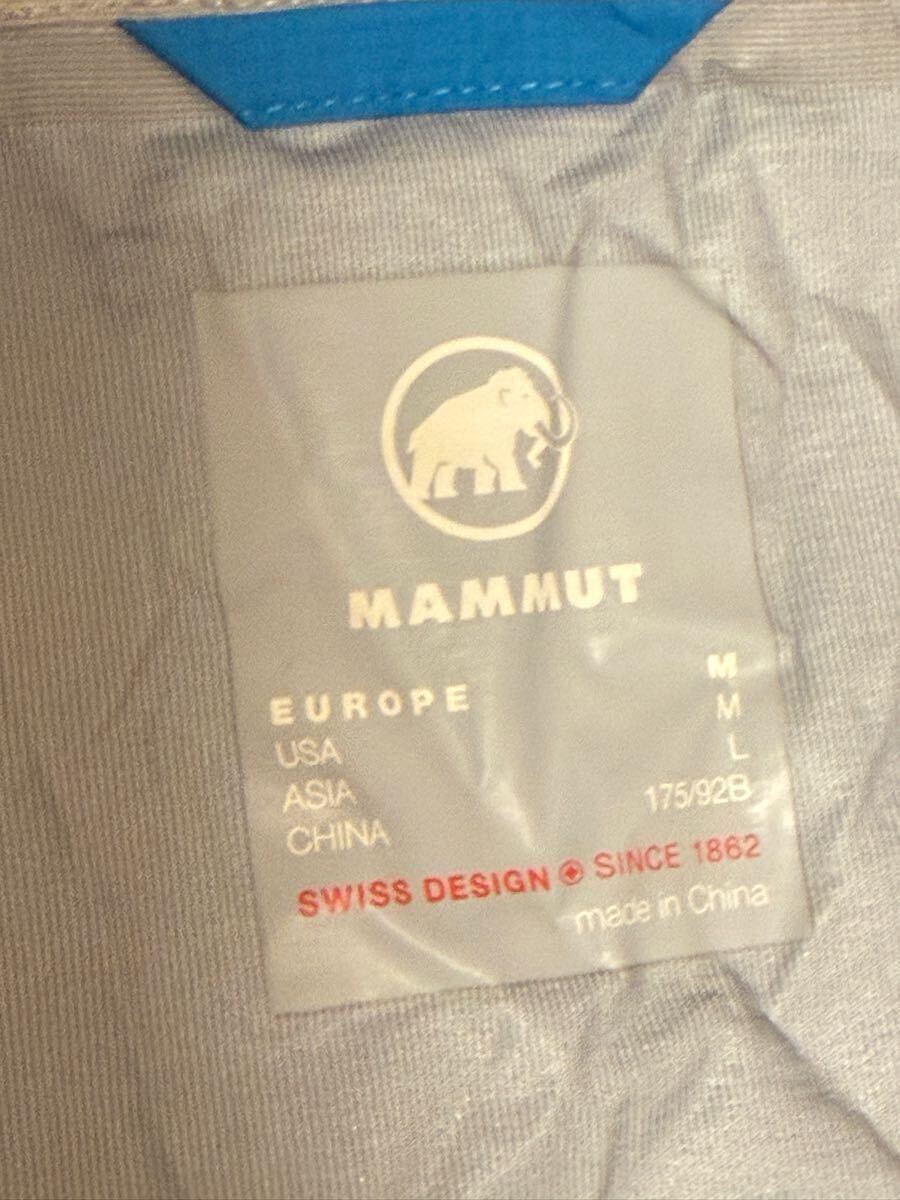 MAMMUT
EUROPE M
USA M
ASIA L
CHINA 175/92B
SWISS DESIGN SINCE 1862
made in China